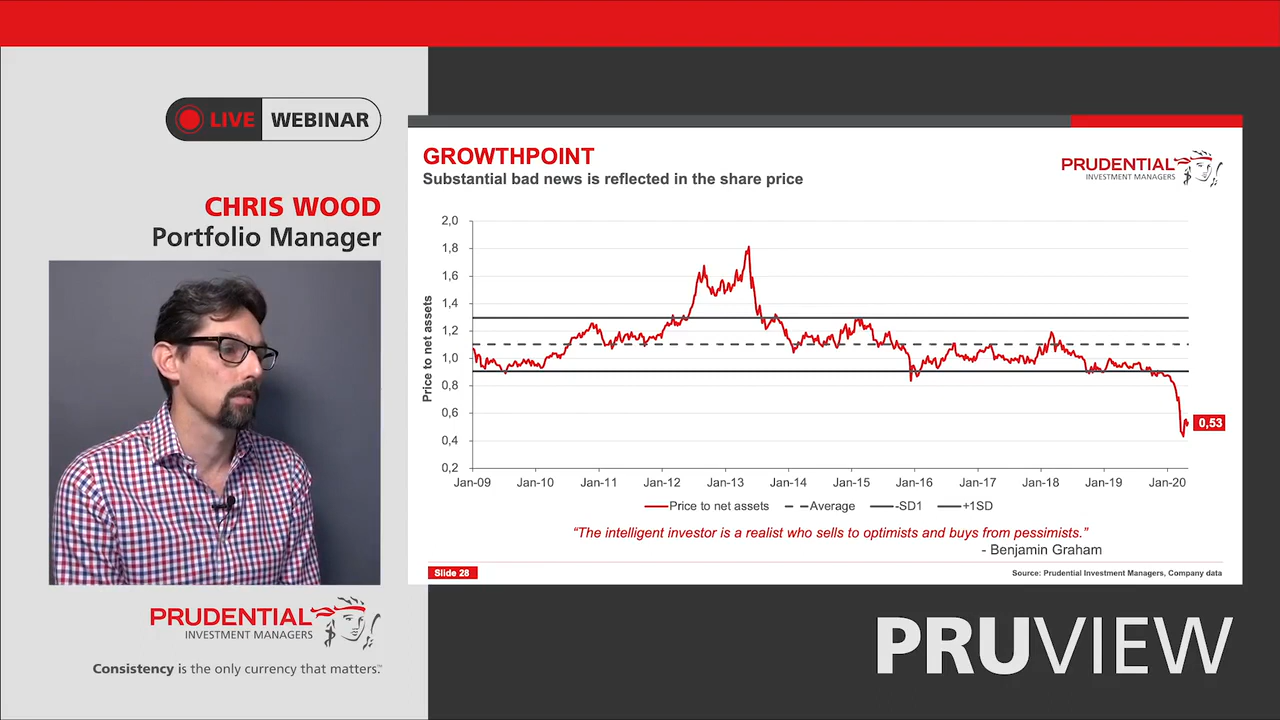 LIVE WEBINAR
CHRIS WOOD
Portfolio Manager
PRUDENTIAL
INVESTMENT MANAGERS
Consistency is the only currency that matters.™
GROWTHPOINT
Substantial bad news is reflected in the share price
PRUDENTIAL
INVESTMENT MANAGERS
Price to net assets
2,0
1,8
1,6
1,4
1,2
1,0
0,8
0,6
0,4
0,2
0,53
Jan-09 Jan-10 Jan-11 Jan-12 Jan-13 Jan-14 Jan-15 Jan-16 Jan-17 Jan-18 Jan-19 Jan-20
Price to net assets Average -SD1 +1SD
“The intelligent investor is a realist who sells to optimists and buys from pessimists.”
- Benjamin Graham
Slide 28
Source: Prudential Investment Managers, Company data
PRUVIEW